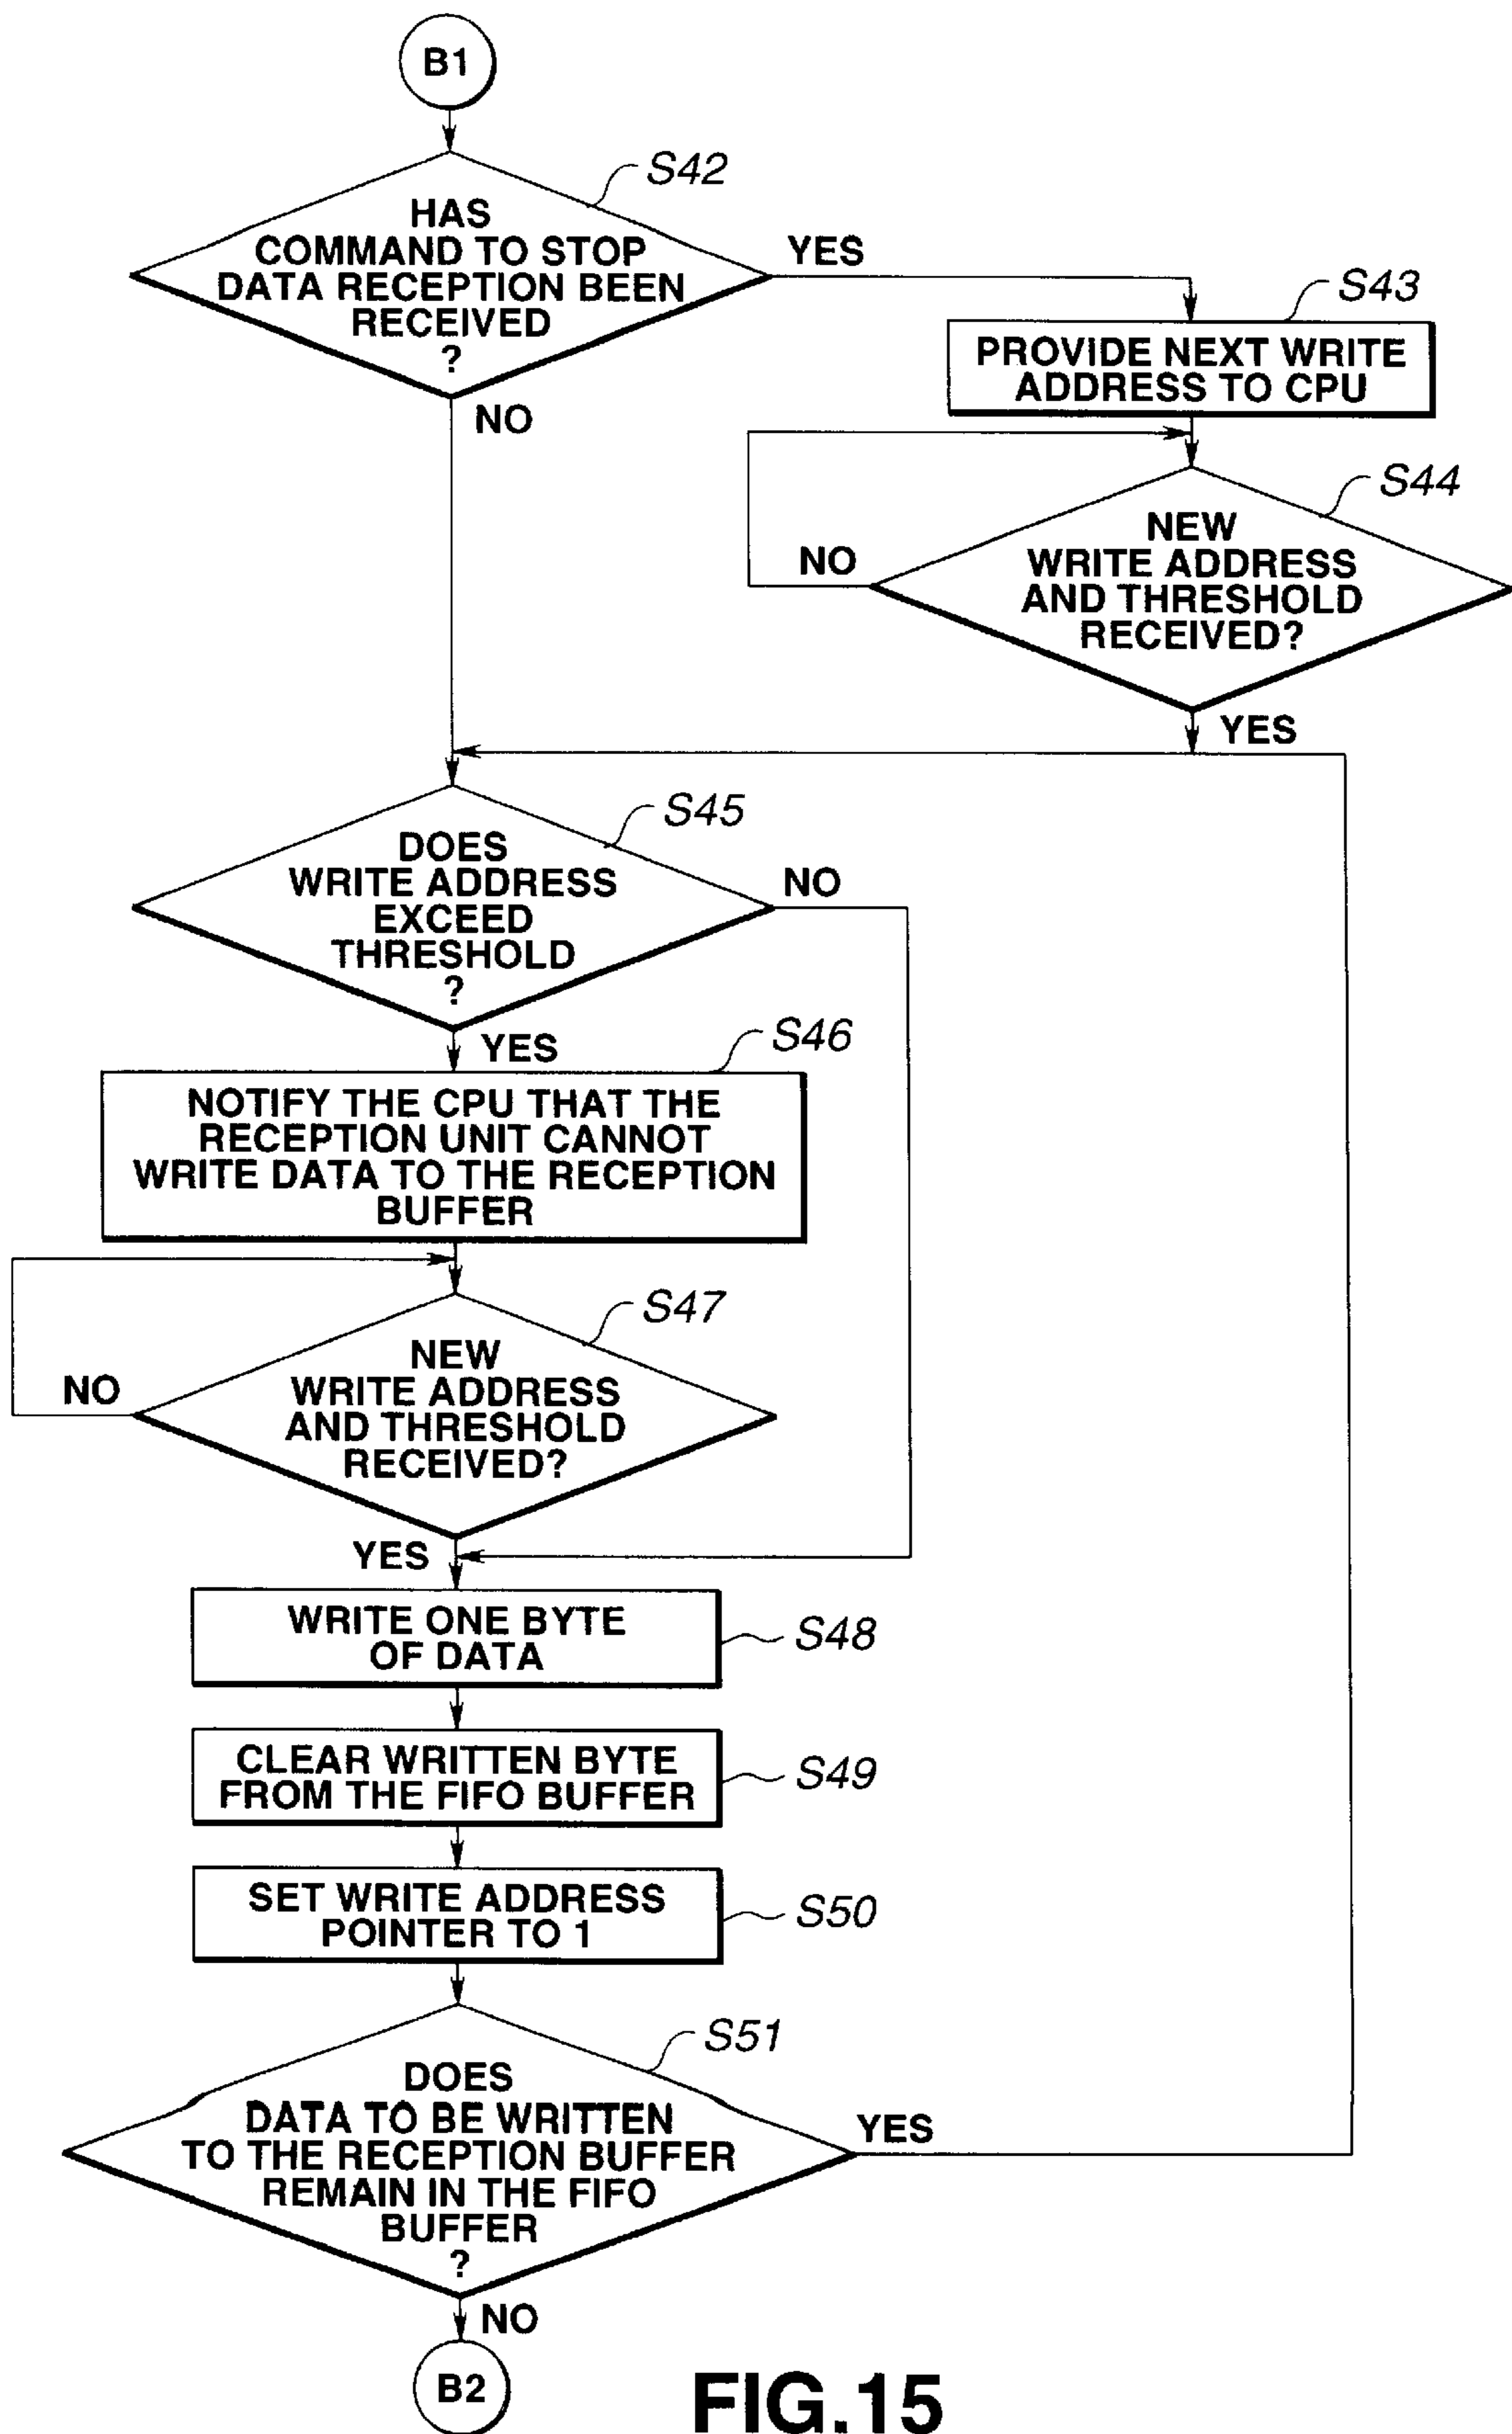 B1
S42
HAS
COMMAND TO STOP
DATA RECEPTION BEEN
RECEIVED
?
YES
NO
S43
PROVIDE NEXT WRITE
ADDRESS TO CPU
S44
NEW
WRITE ADDRESS
AND THRESHOLD
RECEIVED?
NO
YES
S45
DOES
WRITE ADDRESS
EXCEED
THRESHOLD
?
NO
YES
S46
NOTIFY THE CPU THAT THE
RECEPTION UNIT CANNOT
WRITE DATA TO THE RECEPTION
BUFFER
S47
NEW
WRITE ADDRESS
AND THRESHOLD
RECEIVED?
NO
YES
WRITE ONE BYTE
OF DATA
S48
CLEAR WRITTEN BYTE
FROM THE FIFO BUFFER
S49
SET WRITE ADDRESS
POINTER TO 1
S50
S51
DOES
DATA TO BE WRITTEN
TO THE RECEPTION BUFFER
REMAIN IN THE FIFO
BUFFER
?
YES
NO
B2
FIG.15